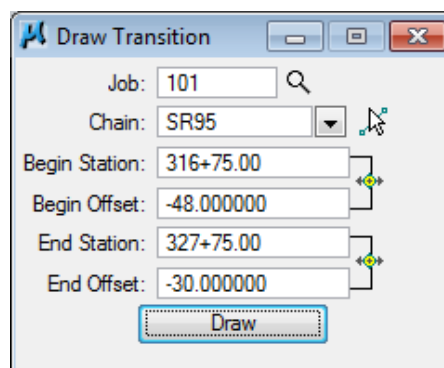 Draw Transition
Job: 101
Chain: SR95
Begin Station: 316+75.00
Begin Offset: -48.000000
End Station: 327+75.00
End Offset: -30.000000
Draw